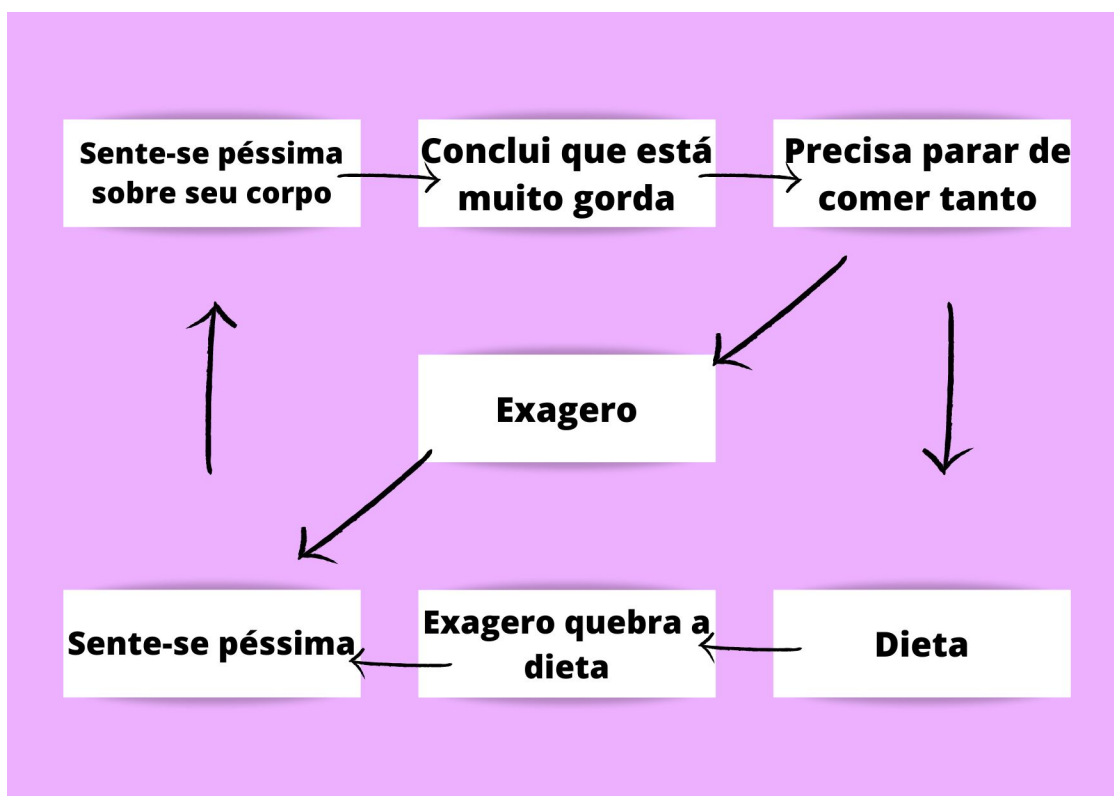 Sente-se péssima
sobre seu corpo
Conclui que está
muito gorda
Precisa parar de
comer tanto
Exagero
Sente-se péssima
Exagero quebra a
dieta
Dieta